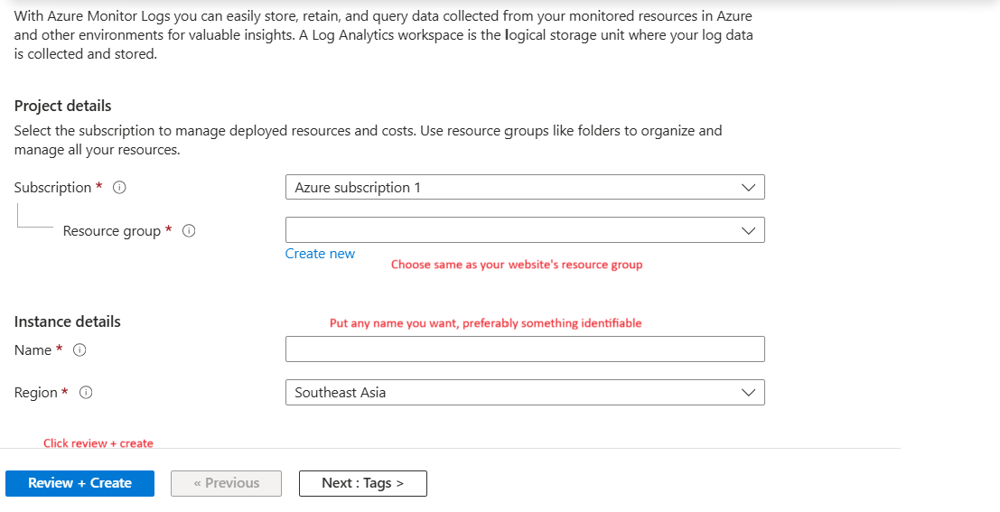 With Azure Monitor Logs you can easily store, retain, and query data collected from your monitored resources in Azure
and other environments for valuable insights. A Log Analytics workspace is the logical storage unit where your log data
is collected and stored.
Project details
Select the subscription to manage deployed resources and costs. Use resource groups like folders to organize and
manage all your resources.
Subscription *
Azure subscription 1
Resource group *
Create new
Choose same as your website's resource group
Instance details
Put any name you want, preferably something identifiable
Name *
Region *
Southeast Asia
Click review + create
Review + Create
« Previous
Next : Tags >